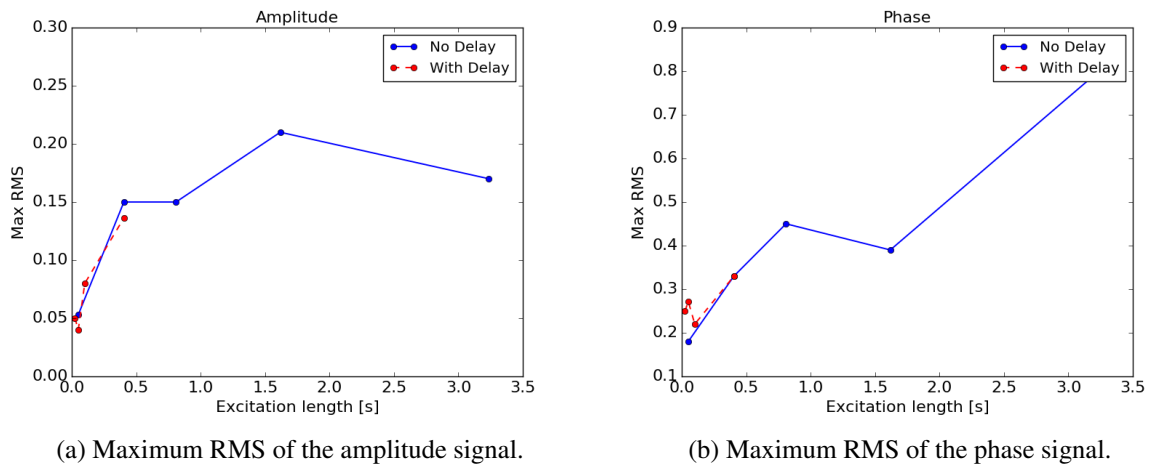 Amplitude
0.30
0.25
0.20
0.15
0.10
0.05
0.00
Max RMS
No Delay
With Delay
0.0 0.5 1.0 1.5 2.0 2.5 3.0 3.5
Excitation length [s]
(a) Maximum RMS of the amplitude signal.
Phase
0.9
0.8
0.7
0.6
0.5
0.4
0.3
0.2
0.1
Max RMS
No Delay
With Delay
0.0 0.5 1.0 1.5 2.0 2.5 3.0 3.5
Excitation length [s]
(b) Maximum RMS of the phase signal.